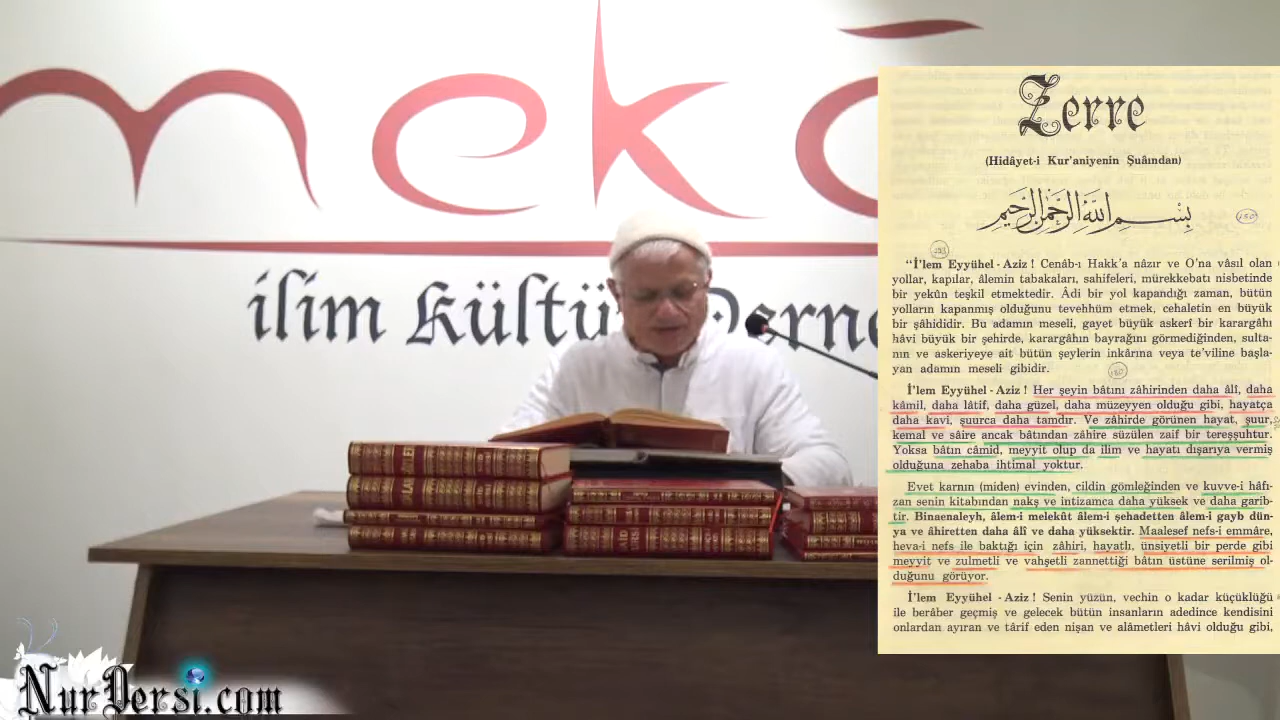 mekâ
ilim Kültü Derne
Zerre
(Hidâyet-i Kur'aniyenin Şuâından)
بِسْمِ اللهِ الرَّحْمٰنِ الرَّحِيمِ
"İ'lem Eyyühel - Aziz ! Cenâb-ı Hakk'a nâzır ve O'na vâsıl olan
yollar, kapılar, âlemin tabakaları, sahifeleri, mürekkebatı nisbetinde
bir yekûn teşkil etmektedir. Âdi bir yol kapandığı zaman, bütün
yolların kapanmış olduğunu tevehhüm etmek, cehaletin en büyük
bir şâhididir. Bu adamın meseli, gayet büyük askerî bir karargâhı
hâvi büyük bir şehirde, karargâhın bayrağını görmediğinden, sulta-
nın ve askeriyeye ait bütün şeylerin inkârına veya te'viline başla-
yan adamın meseli gibidir.
İ'lem Eyyühel - Aziz ! Her şeyin bâtını zâhirinden daha âlî, daha
kâmil, daha lâtif, daha güzel, daha müzeyyen olduğu gibi, hayatça
daha kavi, şuurca daha tamdır. Ve zâhirde görünen hayat, şuur,
kemal ve sâire ancak bâtından zâhire süzülen zaif bir tereşşuhtur.
Yoksa bâtın câmid, meyyit olup da ilim ve hayatı dışarıya vermiş
olduğuna zehaba ihtimal yoktur.
Evet karnın (miden) evinden, cildin gömleğinden ve kuvve-i hâfı-
zan senin kitabından nakş ve intizamca daha yüksek ve daha garib-
tir. Binaenaleyh, âlem-i melekût âlem-i şehadetten âlem-i gayb dün-
ya ve âhiretten daha âlî ve daha yüksektir. Maalesef nefs-i emmâre,
heva-i nefs ile baktığı için zâhiri, hayatlı, ünsiyetli bir perde gibi
meyyit ve zulmetli ve vahşetli zannettiği bâtın üstüne serilmiş ol-
duğunu görüyor.
İ'lem Eyyühel - Aziz ! Senin yüzün, vechin o kadar küçüklüğü
ile berâber geçmiş ve gelecek bütün insanların adedince kendisini
onlardan ayıran ve târif eden nişan ve alâmetleri hâvi olduğu gibi,
NurDersi.com